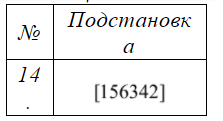 № Подстановк
а
14
. [156342]